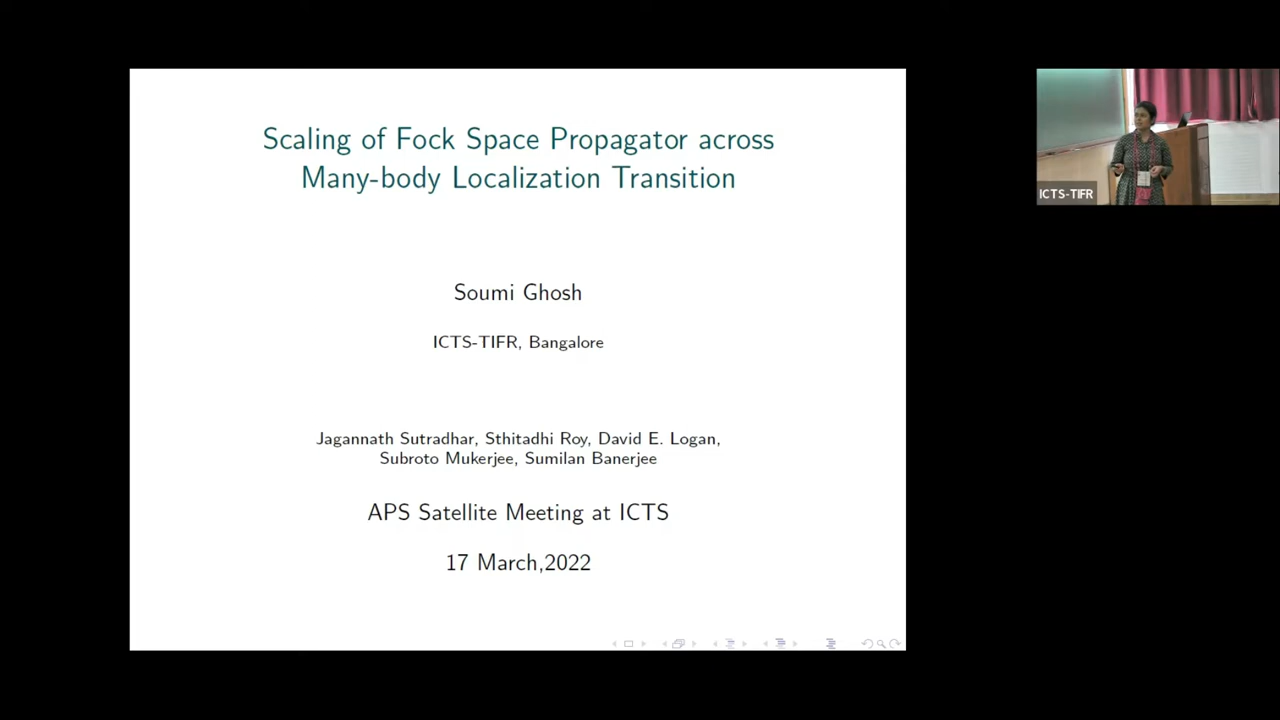 Scaling of Fock Space Propagator across
Many-body Localization Transition
Soumi Ghosh
ICTS-TIFR, Bangalore
Jagannath Sutradhar, Sthitadhi Roy, David E. Logan,
Subroto Mukerjee, Sumilan Banerjee
APS Satellite Meeting at ICTS
17 March,2022
ICTS-TIFR